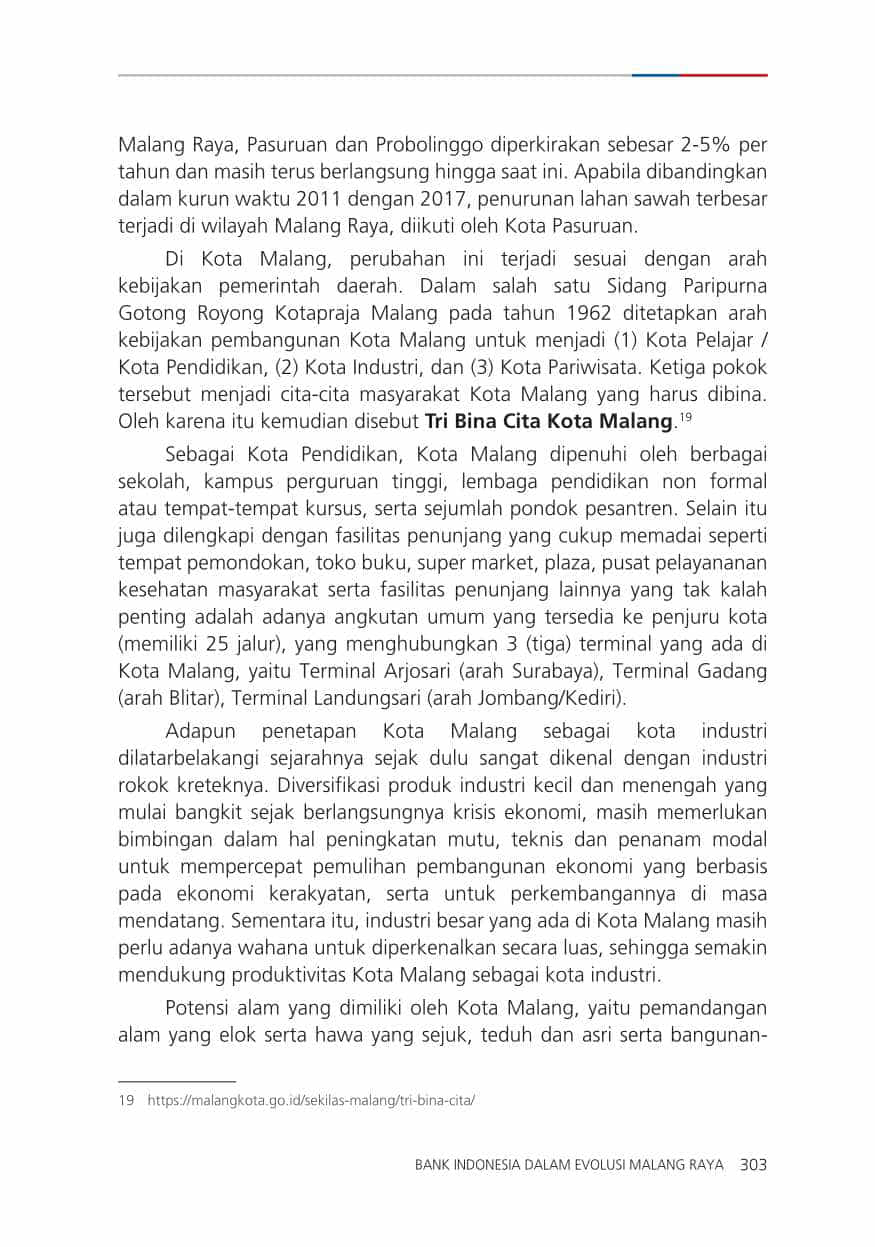 Malang Raya, Pasuruan dan Probolinggo diperkirakan sebesar 2-5% per
tahun dan masih terus berlangsung hingga saat ini. Apabila dibandingkan
dalam kurun waktu 2011 dengan 2017, penurunan lahan sawah terbesar
terjadi di wilayah Malang Raya, diikuti oleh Kota Pasuruan.
Di Kota Malang, perubahan ini terjadi sesuai dengan arah
kebijakan pemerintah daerah. Dalam salah satu Sidang Paripurna
Gotong Royong Kotapraja Malang pada tahun 1962 ditetapkan arah
kebijakan pembangunan Kota Malang untuk menjadi (1) Kota Pelajar /
Kota Pendidikan, (2) Kota Industri, dan (3) Kota Pariwisata. Ketiga pokok
tersebut menjadi cita-cita masyarakat Kota Malang yang harus dibina.
Oleh karena itu kemudian disebut Tri Bina Cita Kota Malang.19
Sebagai Kota Pendidikan, Kota Malang dipenuhi oleh berbagai
sekolah, kampus perguruan tinggi, lembaga pendidikan non formal
atau tempat-tempat kursus, serta sejumlah pondok pesantren. Selain itu
juga dilengkapi dengan fasilitas penunjang yang cukup memadai seperti
tempat pemondokan, toko buku, super market, plaza, pusat pelayananan
kesehatan masyarakat serta fasilitas penunjang lainnya yang tak kalah
penting adalah adanya angkutan umum yang tersedia ke penjuru kota
(memiliki 25 jalur), yang menghubungkan 3 (tiga) terminal yang ada di
Kota Malang, yaitu Terminal Arjosari (arah Surabaya), Terminal Gadang
(arah Blitar), Terminal Landungsari (arah Jombang/Kediri).
Adapun penetapan Kota Malang sebagai kota industri
dilatarbelakangi sejarahnya sejak dulu sangat dikenal dengan industri
rokok kreteknya. Diversifikasi produk industri kecil dan menengah yang
mulai bangkit sejak berlangsungnya krisis ekonomi, masih memerlukan
bimbingan dalam hal peningkatan mutu, teknis dan penanam modal
untuk mempercepat pemulihan pembangunan ekonomi yang berbasis
pada ekonomi kerakyatan, serta untuk perkembangannya di masa
mendatang. Sementara itu, industri besar yang ada di Kota Malang masih
perlu adanya wahana untuk diperkenalkan secara luas, sehingga semakin
mendukung produktivitas Kota Malang sebagai kota industri.
Potensi alam yang dimiliki oleh Kota Malang, yaitu pemandangan
alam yang elok serta hawa yang sejuk, teduh dan asri serta bangunan-
19 https://malangkota.go.id/sekilas-malang/tri-bina-cita/
BANK INDONESIA DALAM EVOLUSI MALANG RAYA 303